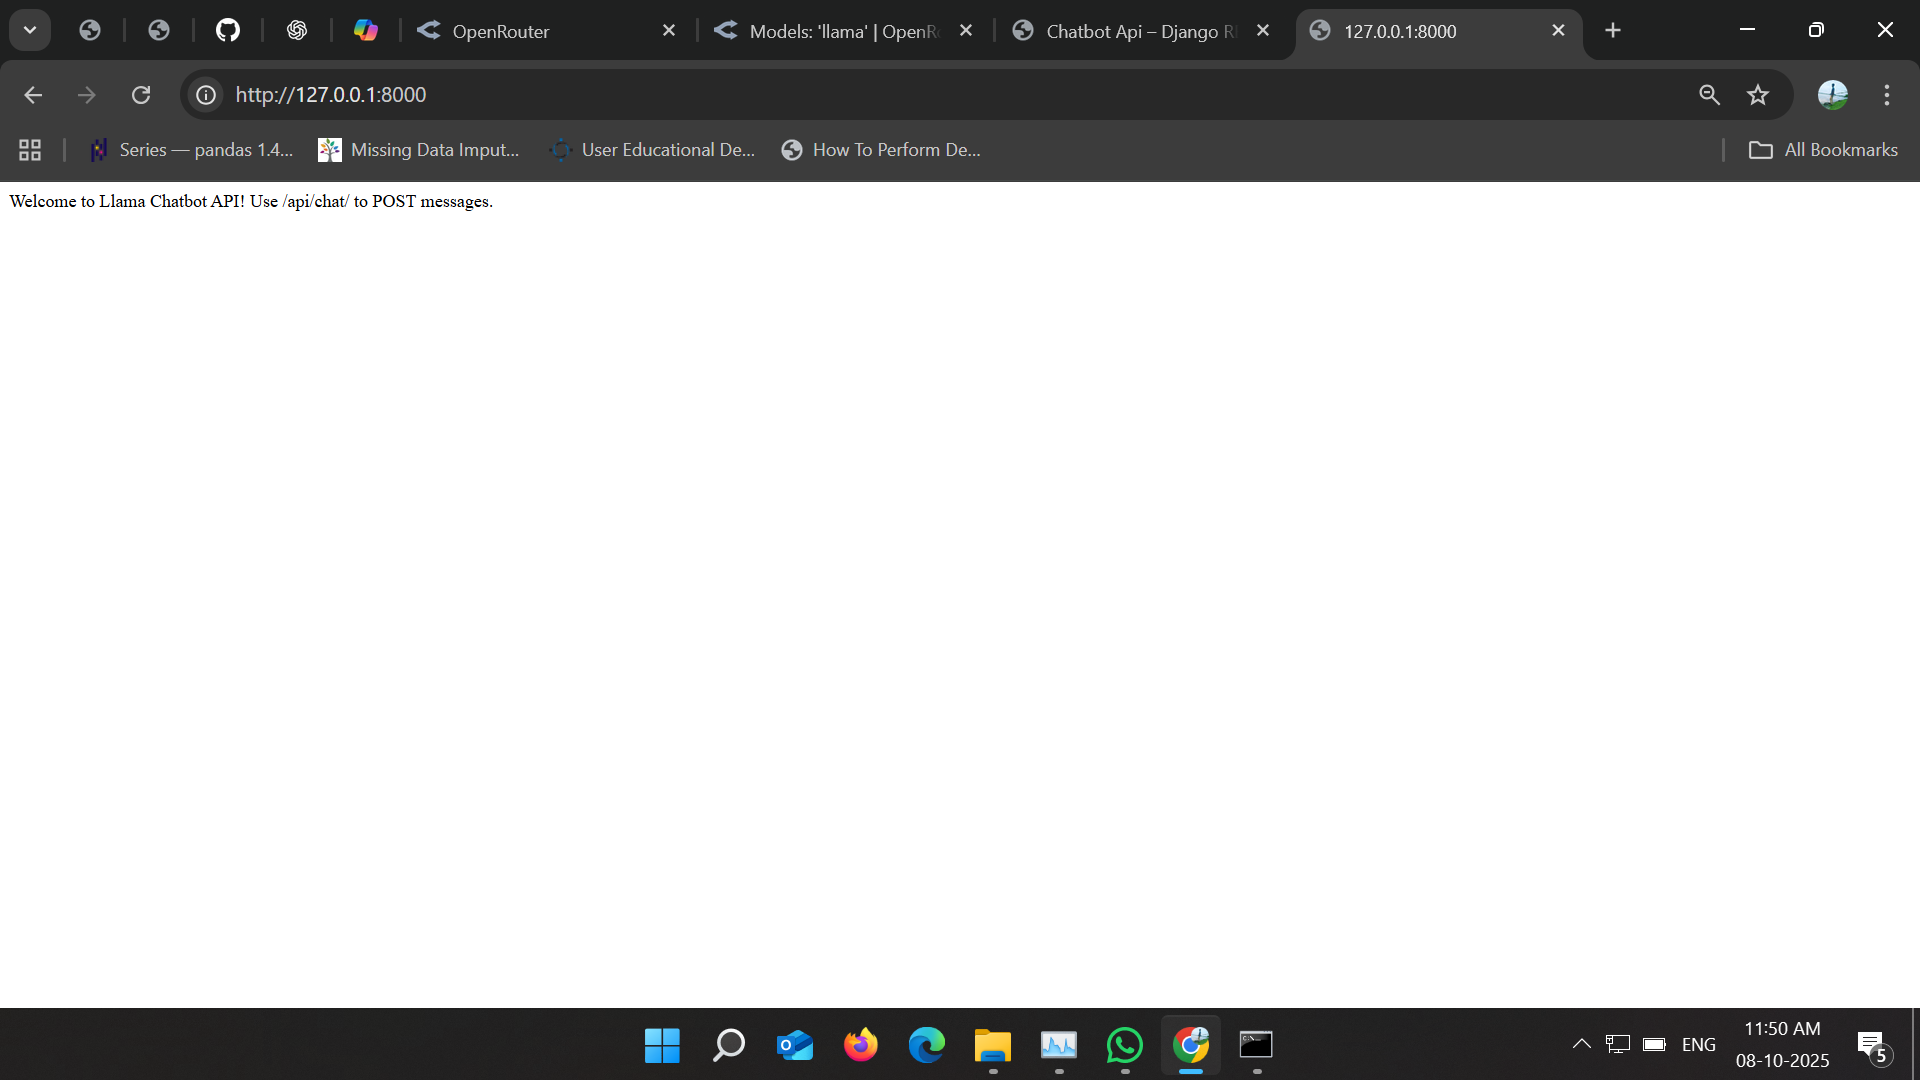 OpenRouter
Models: 'llama' | OpenR
Chatbot Api – Django R
127.0.0.1:8000
http://127.0.0.1:8000
Series — pandas 1.4...
Missing Data Imput...
User Educational De...
How To Perform De...
All Bookmarks
Welcome to Llama Chatbot API! Use /api/chat/ to POST messages.
ENG
11:50 AM
08-10-2025
5